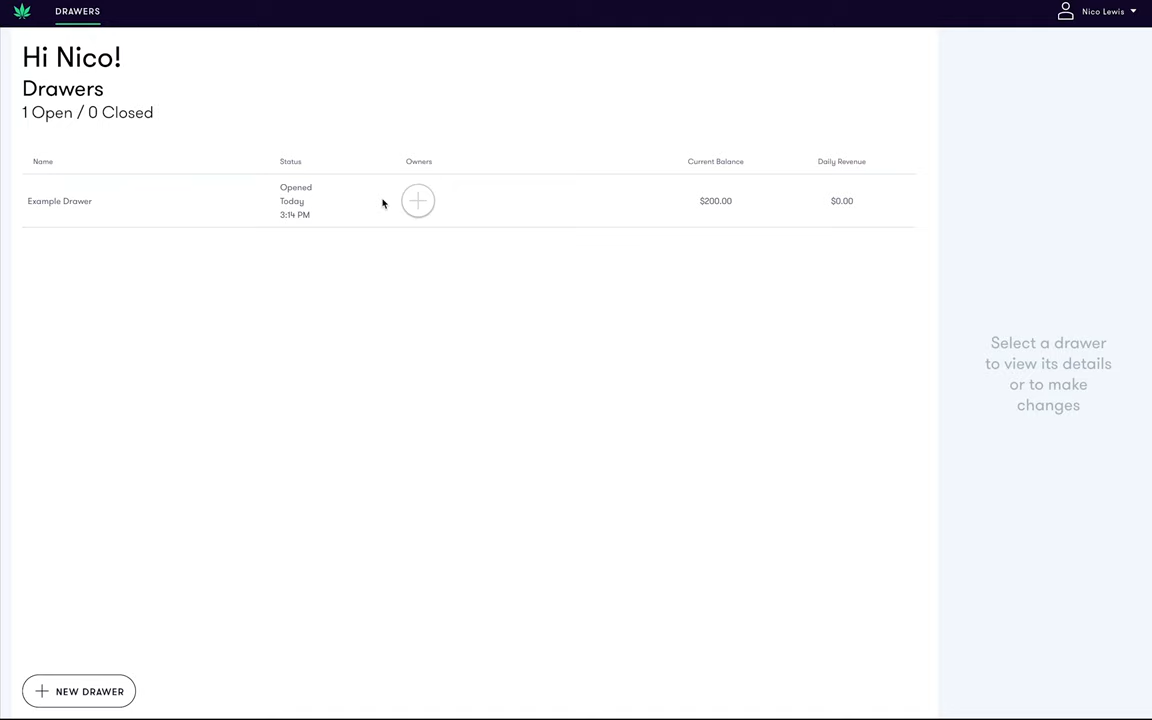 DRAWERS
Nico Lewis
Hi Nico!
Drawers
1 Open / 0 Closed
Name Status Owners Current Balance Daily Revenue
Example Drawer
Opened
Today
3:14 PM
$200.00
$0.00
Select a drawer
to view its details
or to make
changes
NEW DRAWER